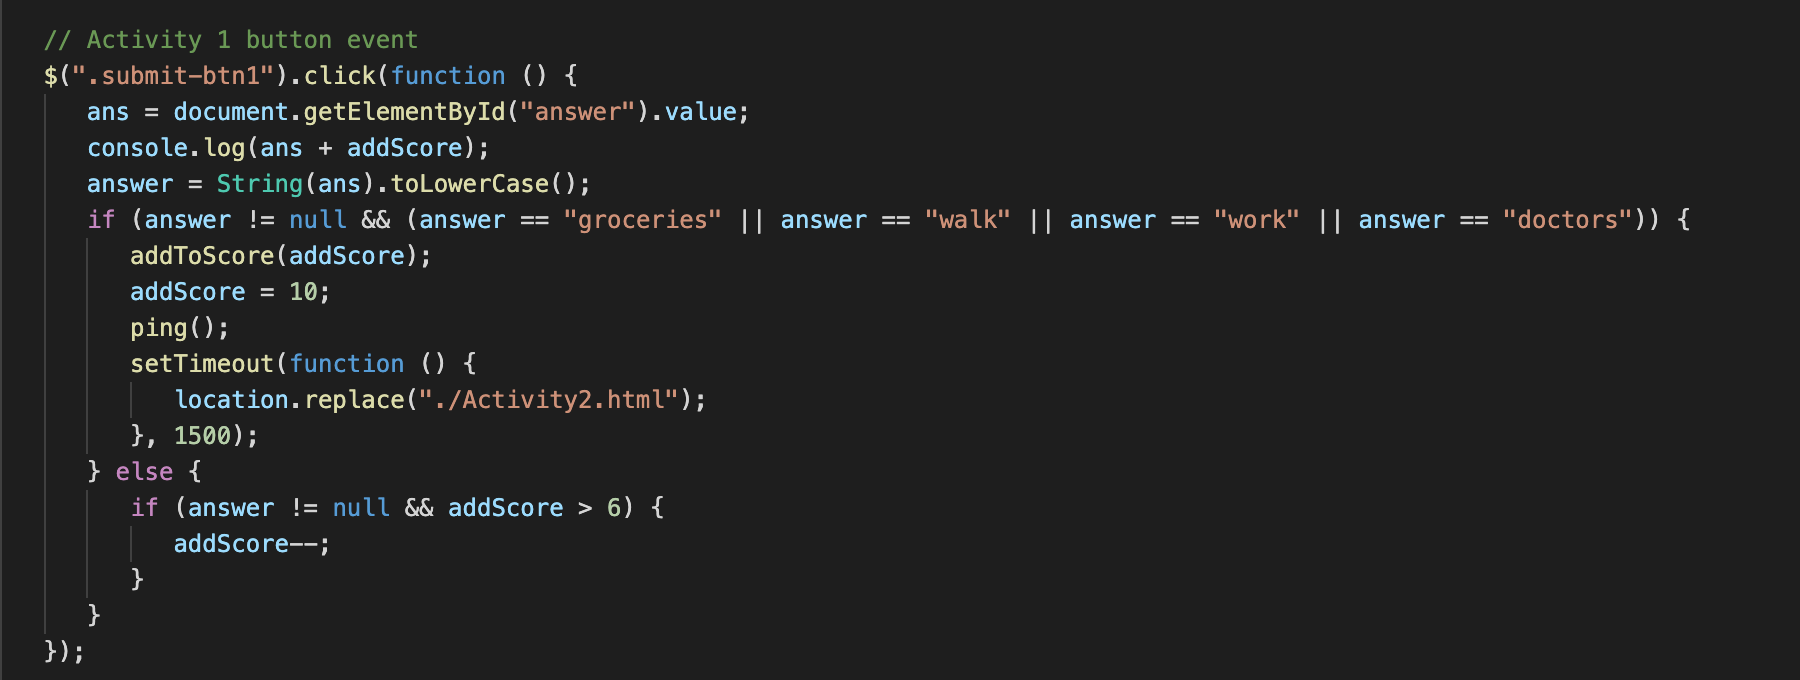 // Activity 1 button event
$(".submit-btn1").click(function () {
ans = document.getElementById("answer").value;
console.log(ans + addScore);
answer = String(ans).toLowerCase();
if (answer != null && (answer == "groceries" || answer == "walk" || answer == "work" || answer == "doctors")) {
addToScore(addScore);
addScore = 10;
ping();
setTimeout(function () {
location.replace("./Activity2.html");
}, 1500);
} else {
if (answer != null && addScore > 6) {
addScore--;
}
}
});